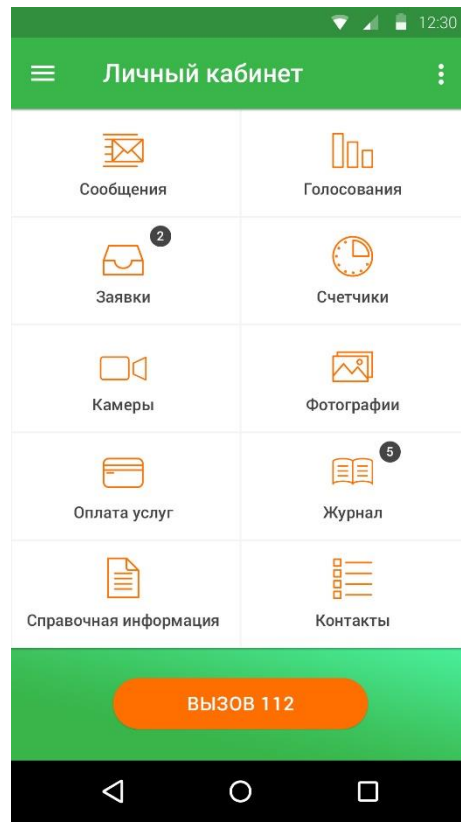 12:30
Личный кабинет
Сообщения
Голосования
2
Заявки
Счетчики
Камеры
Фотографии
Оплата услуг
5
Журнал
Справочная информация
Контакты
ВЫЗОВ 112